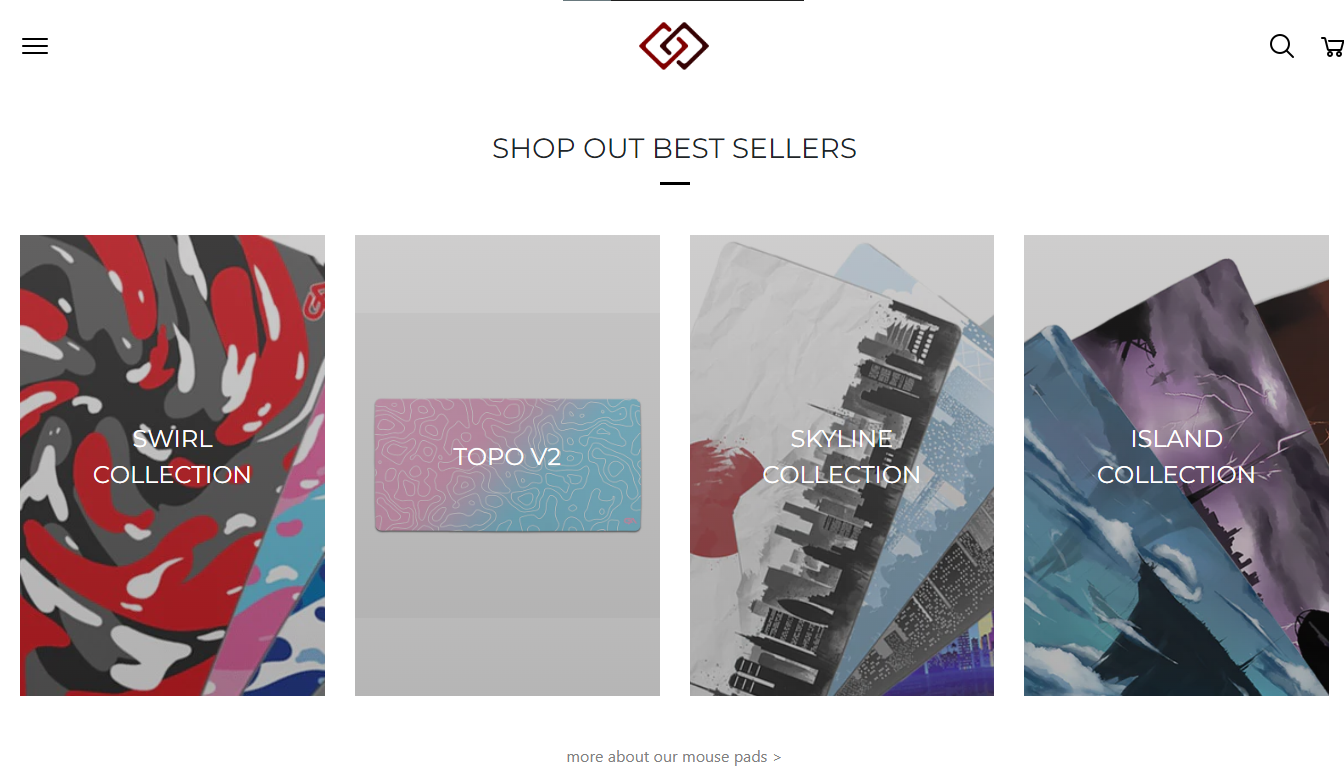 SHOP OUT BEST SELLERS
SWIRL
COLLECTION
TOPO V2
SKYLINE
COLLECTION
ISLAND
COLLECTION
more about our mouse pads >